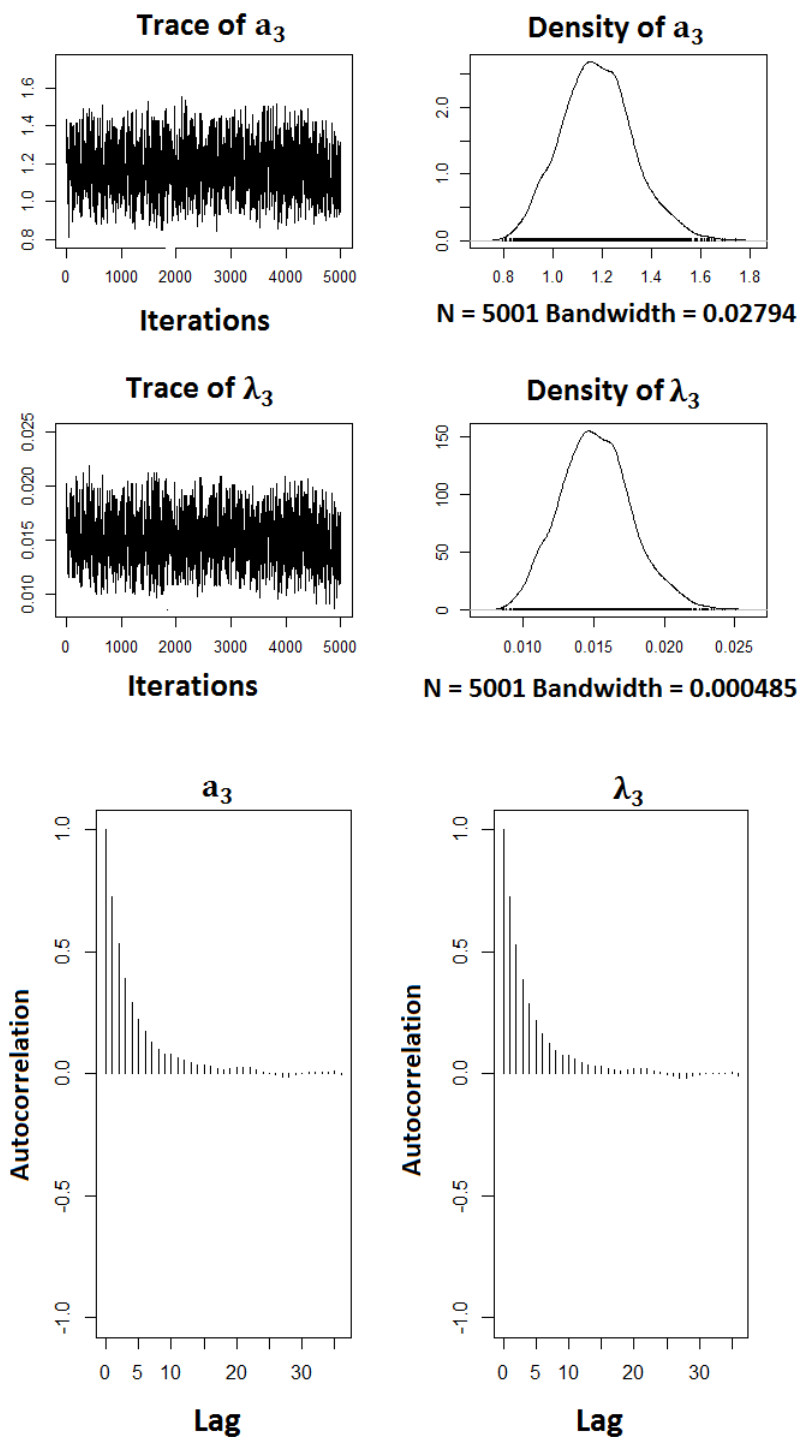 Trace of a₃
Density of a₃
1.6
1.4
1.2
1.0
0.8
0 1000 2000 3000 4000 5000
Iterations
2.0
1.0
0.0
0.8 1.0 1.2 1.4 1.6 1.8
N = 5001 Bandwidth = 0.02794
Trace of λ₃
Density of λ₃
0.025
0.020
0.015
0.010
0 1000 2000 3000 4000 5000
Iterations
150
100
50
0
0.010 0.015 0.020 0.025
N = 5001 Bandwidth = 0.000485
a₃
1.0
0.5
0.0
-0.5
-1.0
Autocorrelation
0 5 10 20 30
Lag
λ₃
1.0
0.5
0.0
-0.5
-1.0
Autocorrelation
0 5 10 20 30
Lag